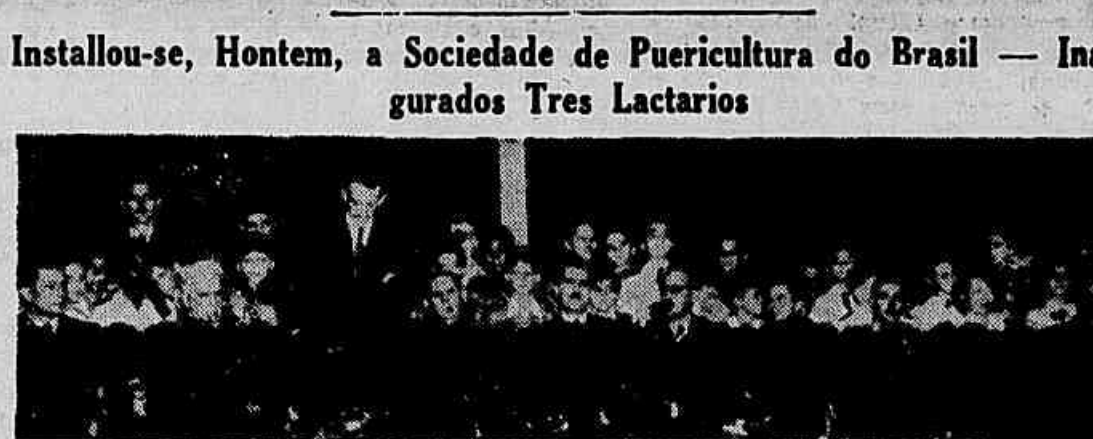 Installou-se, Hontem, a Sociedade de Puericultura do Brasil —
gurados Tres Lactarios